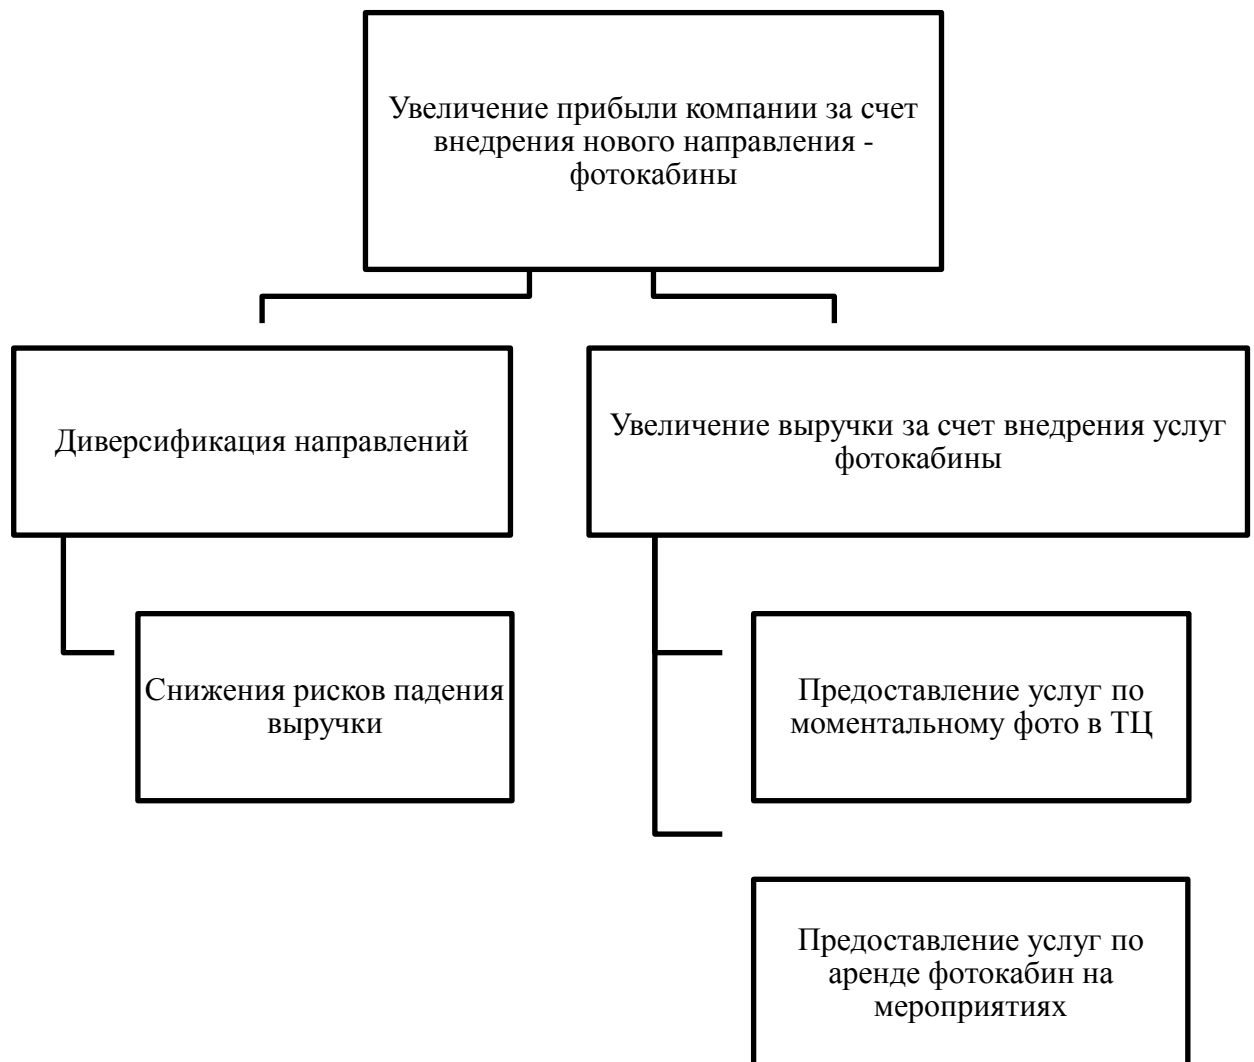 Увеличение прибыли компании за счет
внедрения нового направления -
фотокабины
Диверсификация направлений
Увеличение выручки за счет внедрения услуг
фотокабины
Снижения рисков падения
выручки
Предоставление услуг по
моментальному фото в ТЦ
Предоставление услуг по
аренде фотокабин на
мероприятиях